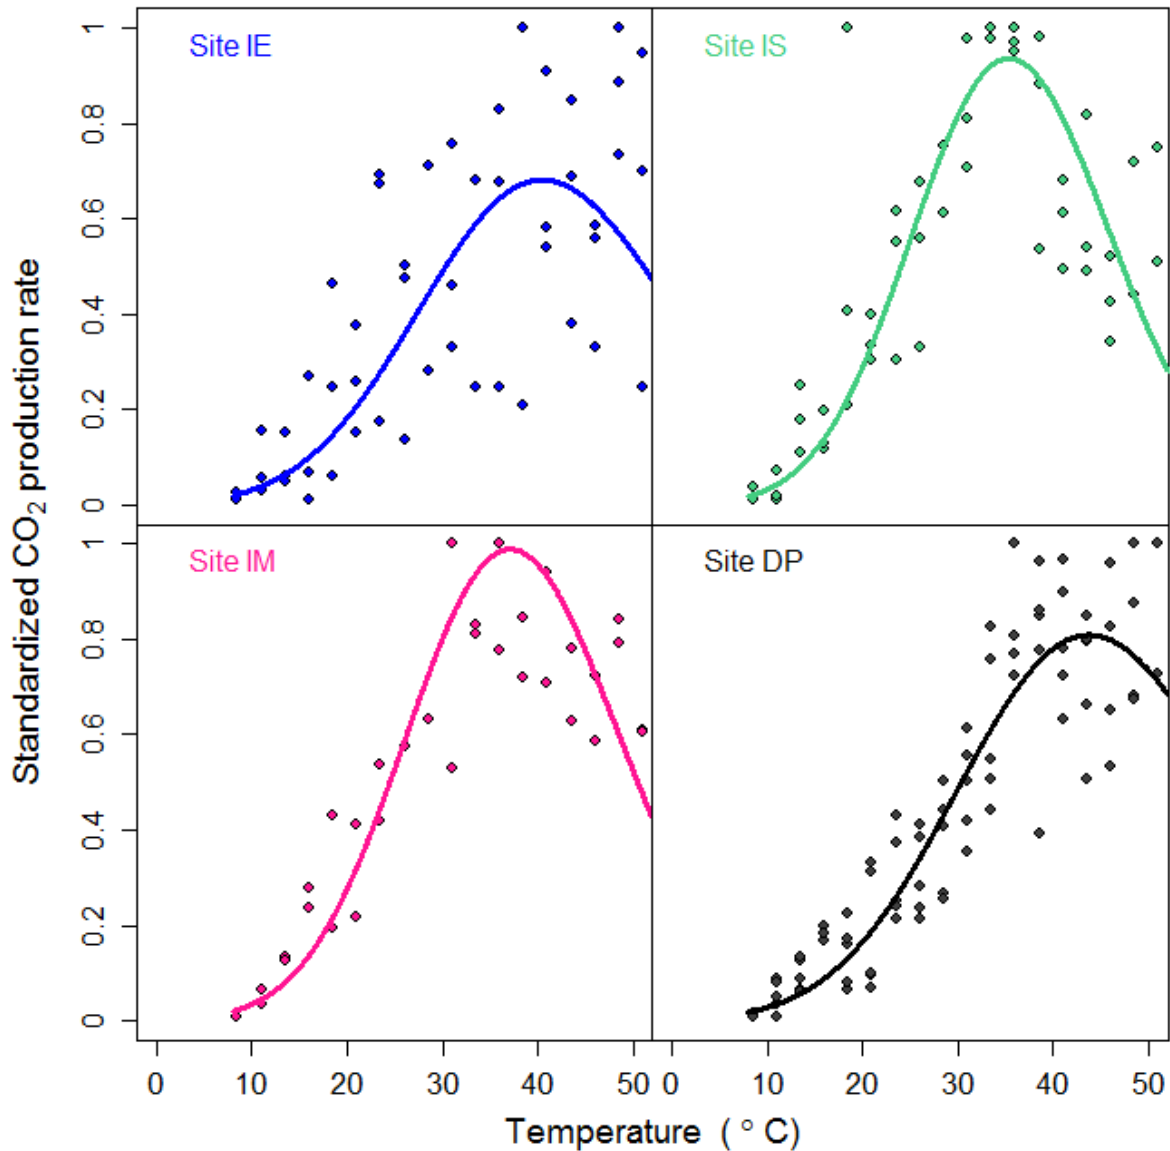 Site IE
Site IS
1
0.8
0.6
0.4
0.2
0
Site IM
Site DP
1
0.8
0.6
0.4
0.2
0
Standardized CO₂ production rate
0 10 20 30 40 50
0 10 20 30 40 50
Temperature ( ° C)